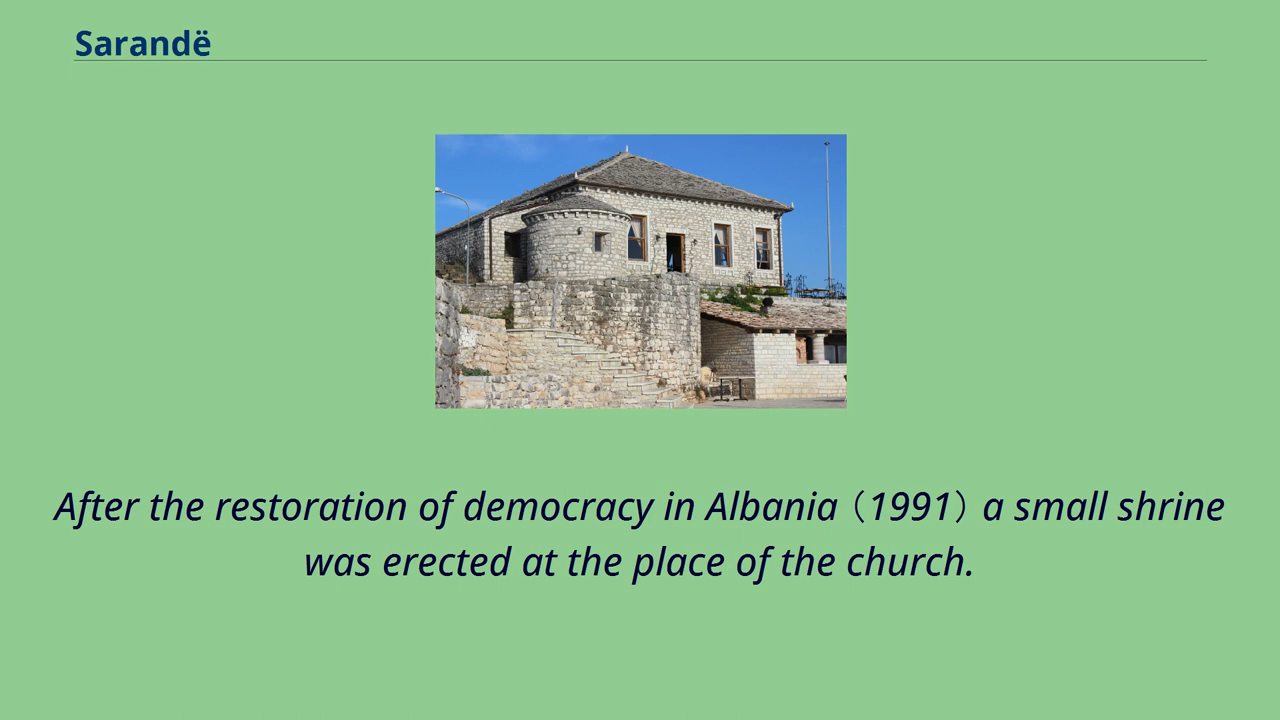 Sarandë
After the restoration of democracy in Albania（1991）a small shrine
was erected at the place of the church.